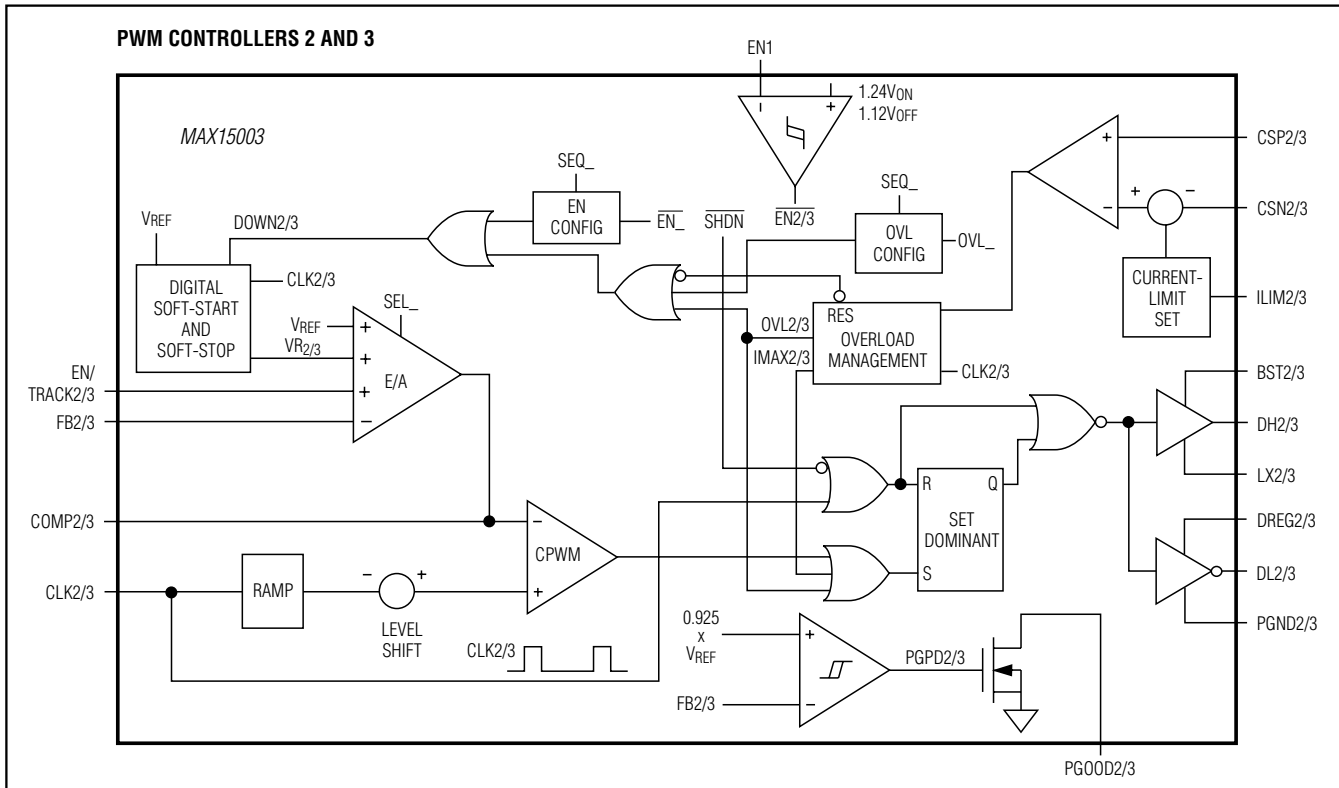 PWM CONTROLLERS 2 AND 3
EN1
MAX15003
1.24VON
1.12VOFF
− +
EN2/3
CSP2/3
CSN2/3
+
−
+ −
CURRENT-
LIMIT
SET
ILIM2/3
SEQ_
EN
CONFIG
EN_
SHDN
SEQ_
OVL
CONFIG
OVL_
VREF
DOWN2/3
DIGITAL
SOFT-START
AND
SOFT-STOP
CLK2/3
VR2/3
SEL_
VREF
+
+
+
−
E/A
EN/
TRACK2/3
FB2/3
RES
OVERLOAD
MANAGEMENT
OVL2/3
IMAX2/3
CLK2/3
BST2/3
DH2/3
LX2/3
R Q
SET
DOMINANT
S
DREG2/3
DL2/3
PGND2/3
COMP2/3
−
CPWM
+
CLK2/3
RAMP
− +
LEVEL
SHIFT
CLK2/3
0.925
x
VREF
+
−
FB2/3
PGPD2/3
PGOOD2/3